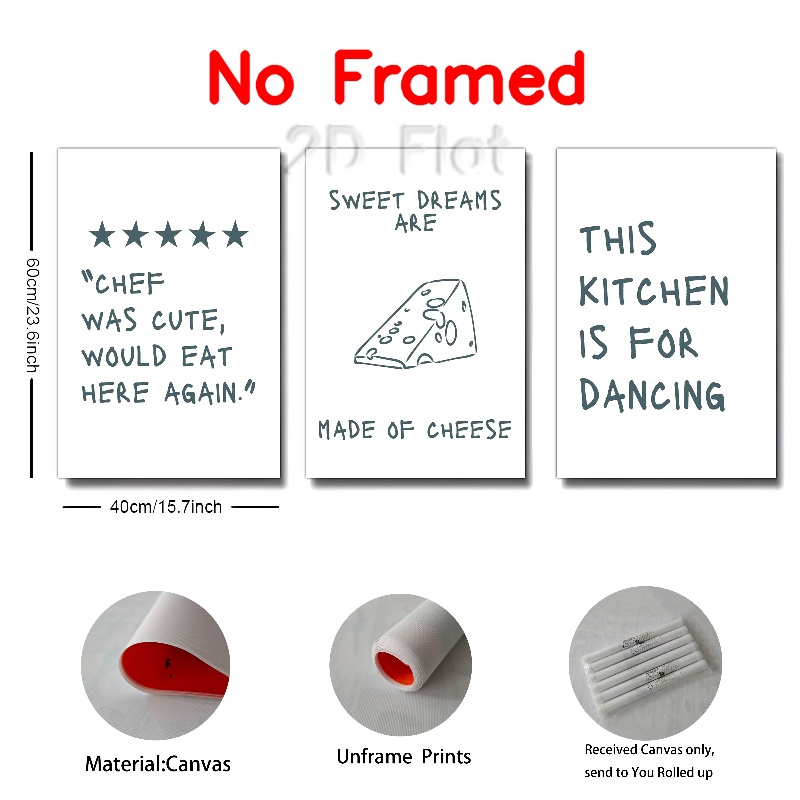 No Framed
2D Flat
SWEET DREAMS
ARE
MADE OF CHEESE
★★★★★
"CHEF
WAS CUTE,
WOULD EAT
HERE AGAIN."
THIS
KITCHEN
IS FOR
DANCING
60cm/23.6inch
40cm/15.7inch
Material:Canvas
Unframe Prints
Received Canvas only,
send to You Rolled up